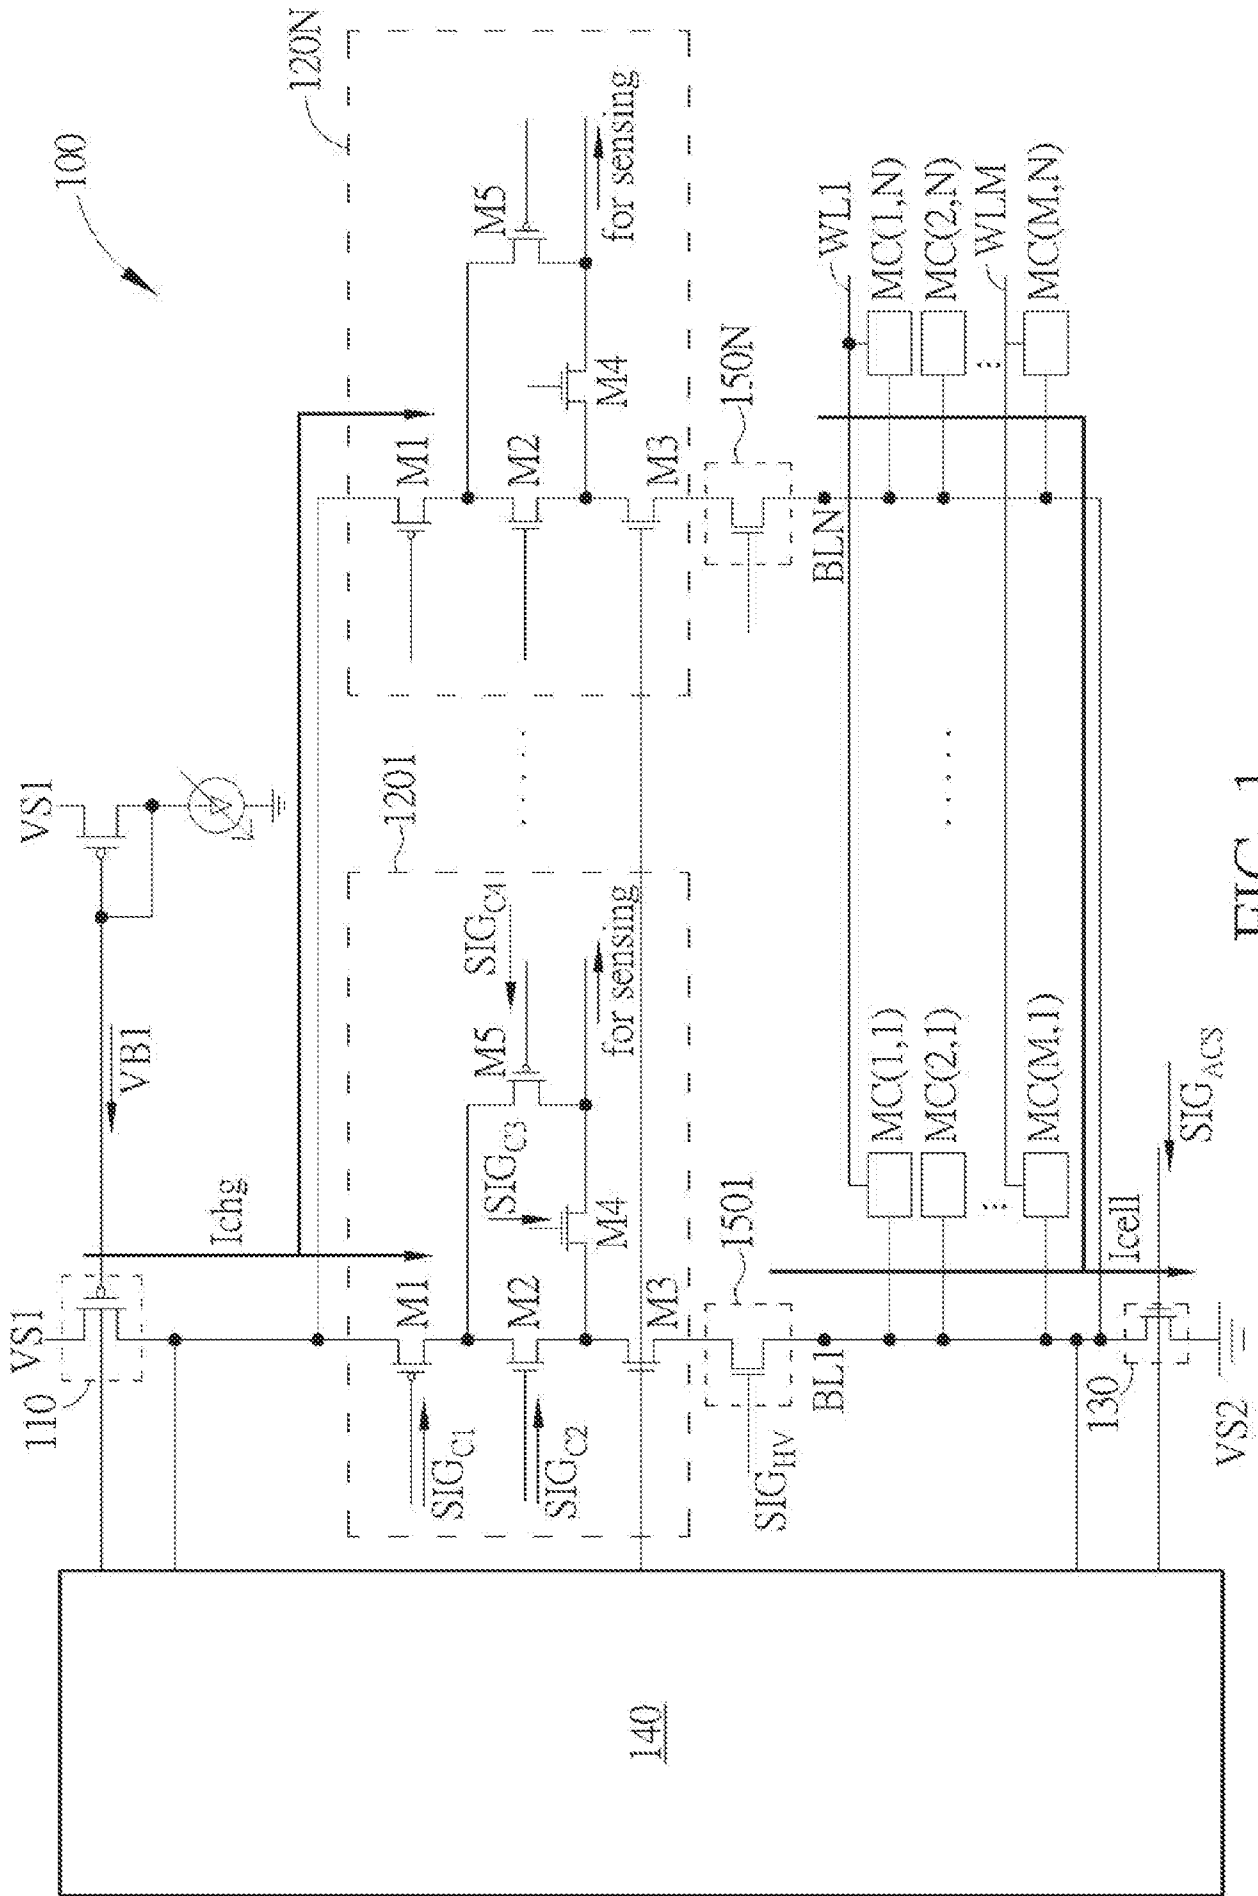 100
VS1
110
VS1
VB1
Ichg
1201
120N
SIGC1
M1
SIGC2
M2
SIGC3
M4
M5
SIGC4
for sensing
M3
. . . . .
M1
M2
M4
M5
for sensing
M3
140
1501
SIGHV
150N
BL1
BLN
WL1
MC(1,1)
MC(2,1)
MC(M,1)
. . . . .
MC(1,N)
MC(2,N)
WLM
MC(M,N)
Icell
130
SIGACS
VS2
FIG. 1